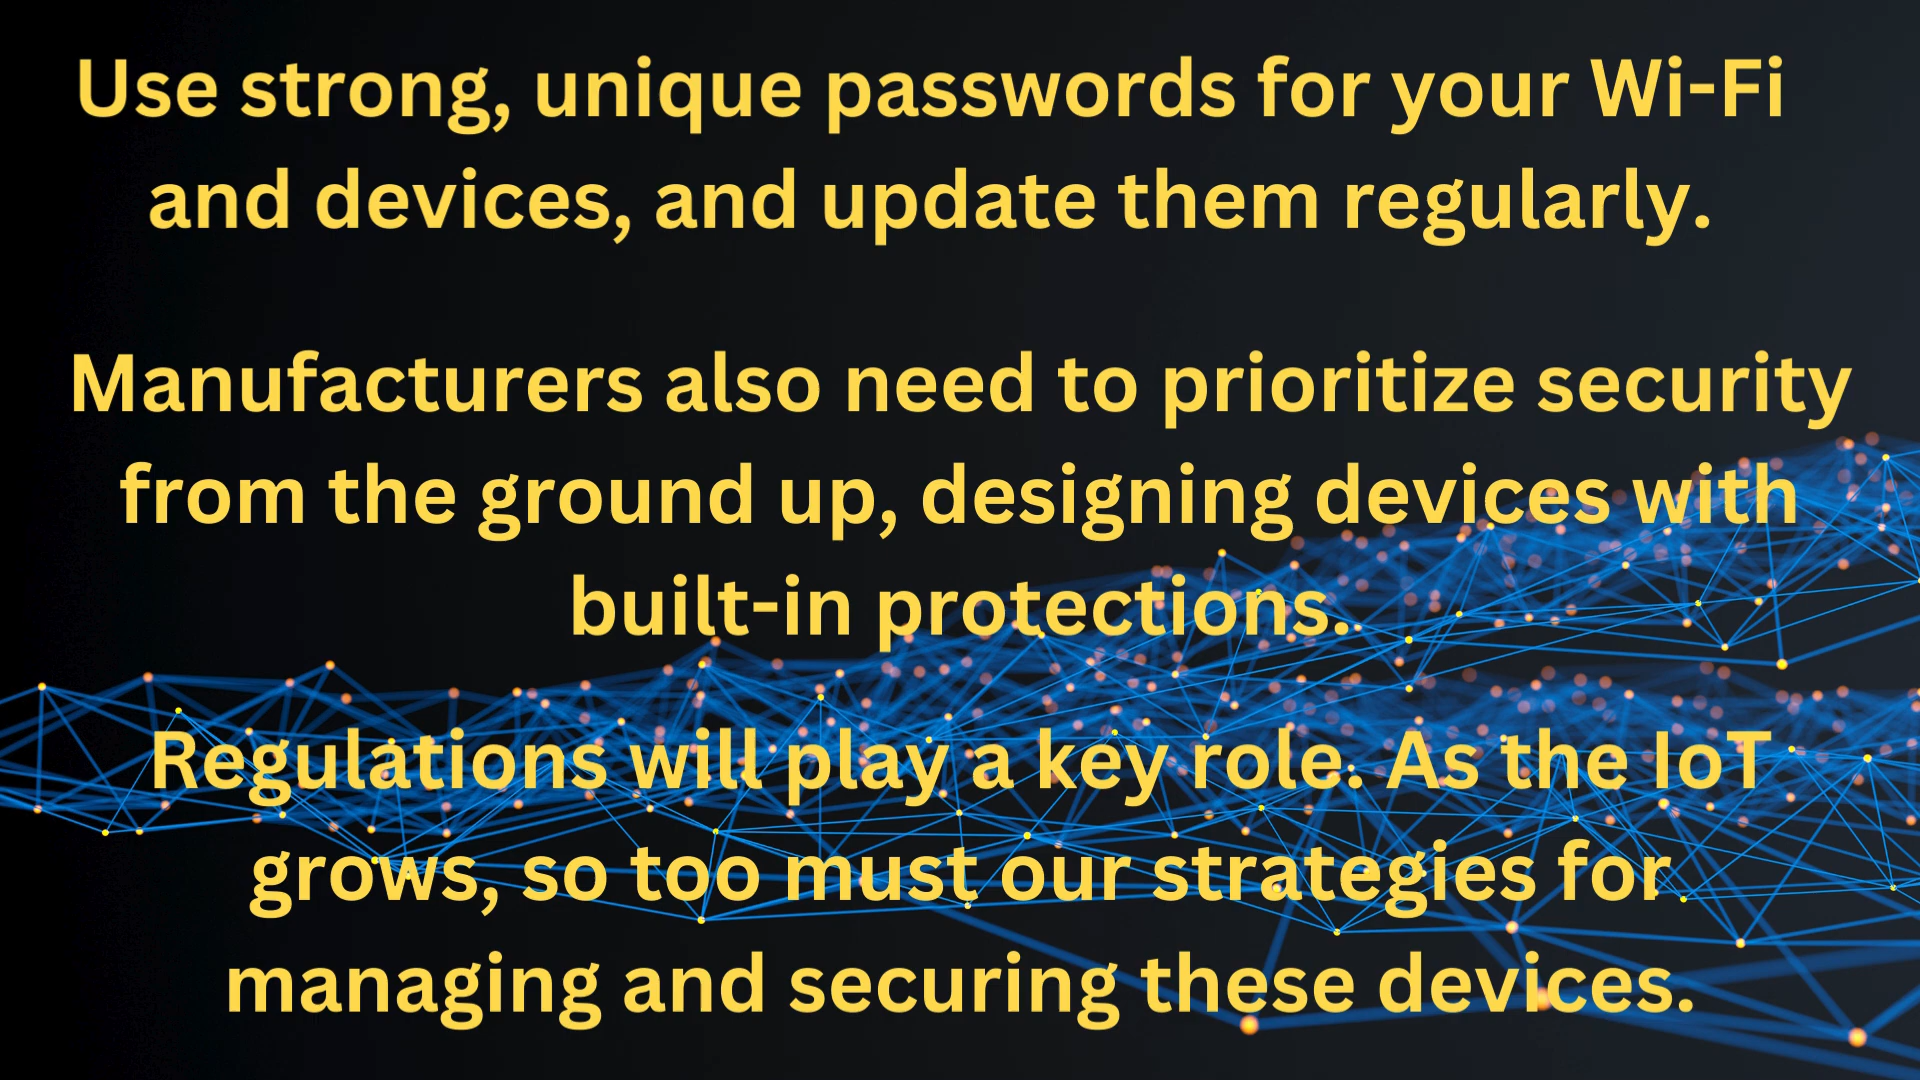 Use strong, unique passwords for your Wi-Fi
and devices, and update them regularly.
Manufacturers also need to prioritize security
from the ground up, designing devices with
built-in protections.
Regulations will play a key role. As the IoT
grows, so too must our strategies for
managing and securing these devices.